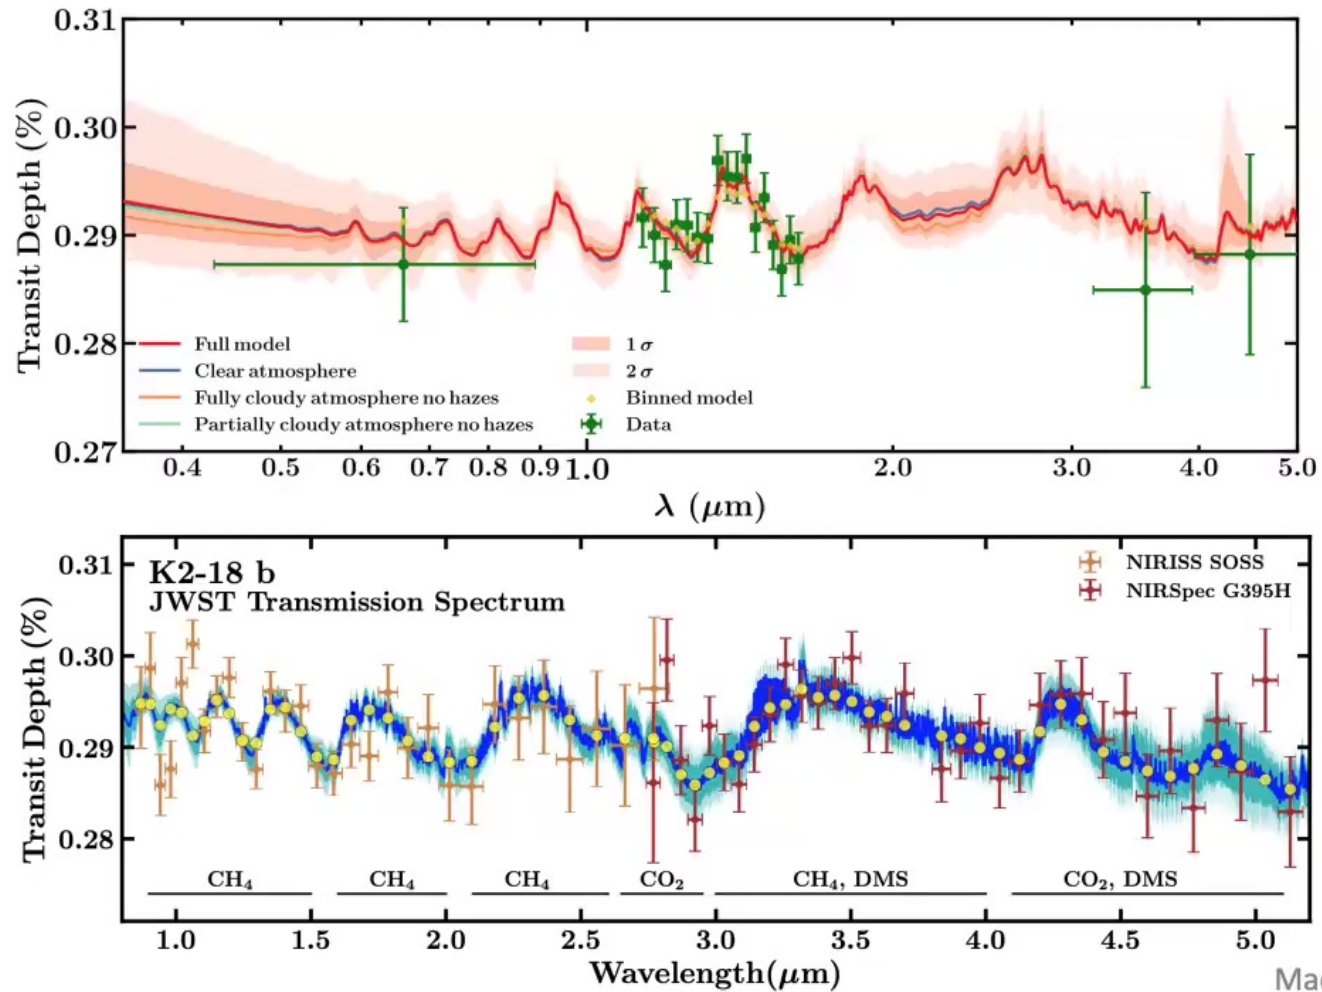 0.31
0.30
0.29
0.28
0.27
Transit Depth (%)
Full model
Clear atmosphere
Fully cloudy atmosphere no hazes
Partially cloudy atmosphere no hazes
1 σ
2 σ
Binned model
Data
0.4 0.5 0.6 0.7 0.8 0.9 1.0 2.0 3.0 4.0 5.0
λ (μm)
0.31
0.30
0.29
0.28
Transit Depth (%)
K2-18 b
JWST Transmission Spectrum
NIRISS SOSS
NIRSpec G395H
CH₄ CH₄ CH₄ CO₂ CH₄, DMS CO₂, DMS
1.0 1.5 2.0 2.5 3.0 3.5 4.0 4.5 5.0
Wavelength(μm)